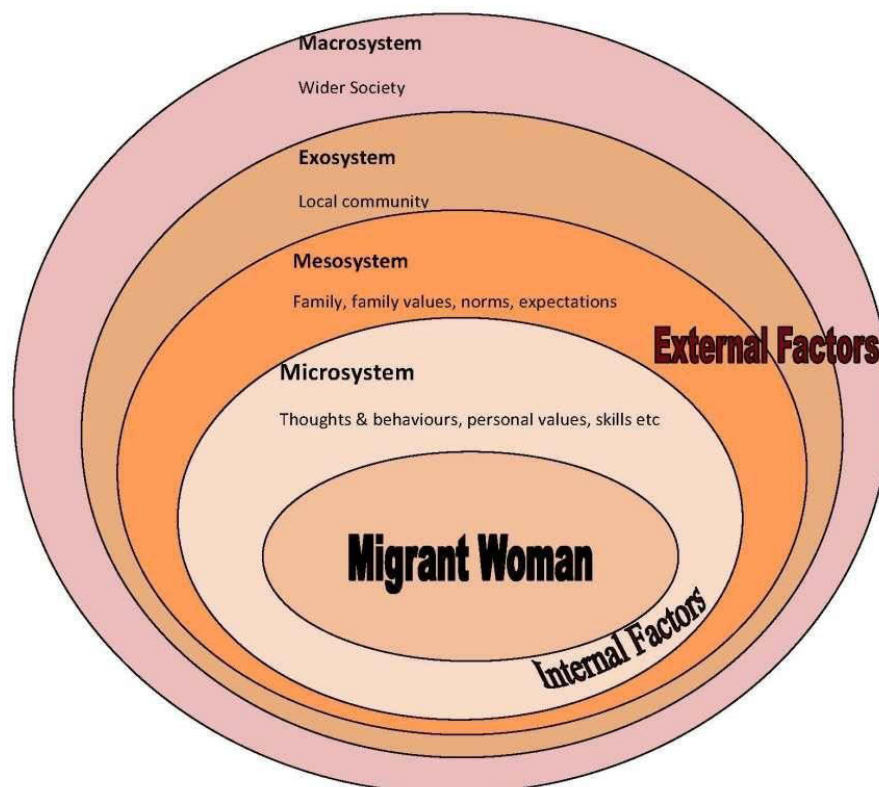 Macrosystem
Wider Society
Exosystem
Local community
Mesosystem
Family, family values, norms, expectations
External Factors
Microsystem
Thoughts & behaviours, personal values, skills etc
Migrant Woman
Internal Factors